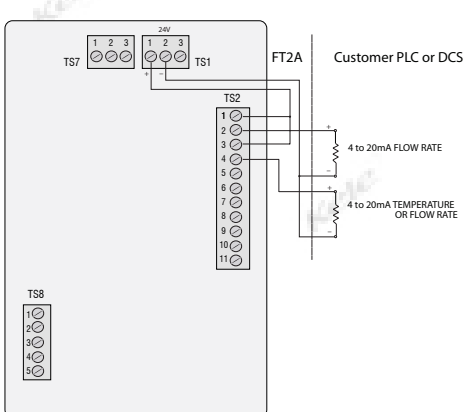 24V
1 2 3
1 2 3
TS7
TS1
FT2A
Customer PLC or DCS
+ −
TS2
1
2
3
4
5
6
7
8
9
10
11
+
4 to 20mA FLOW RATE
−
+
4 to 20mA TEMPERATURE
OR FLOW RATE
−
TS8
1
2
3
4
5